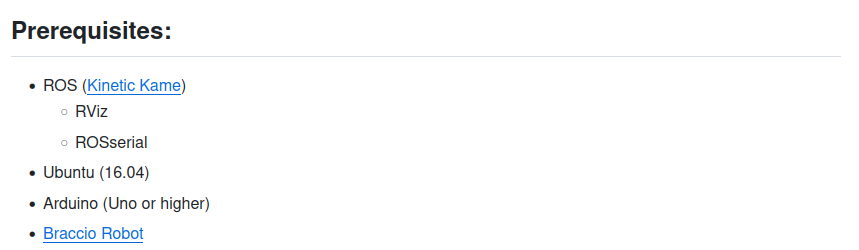 Prerequisites:
ROS (Kinetic Kame)
RViz
ROSserial
Ubuntu (16.04)
Arduino (Uno or higher)
Braccio Robot